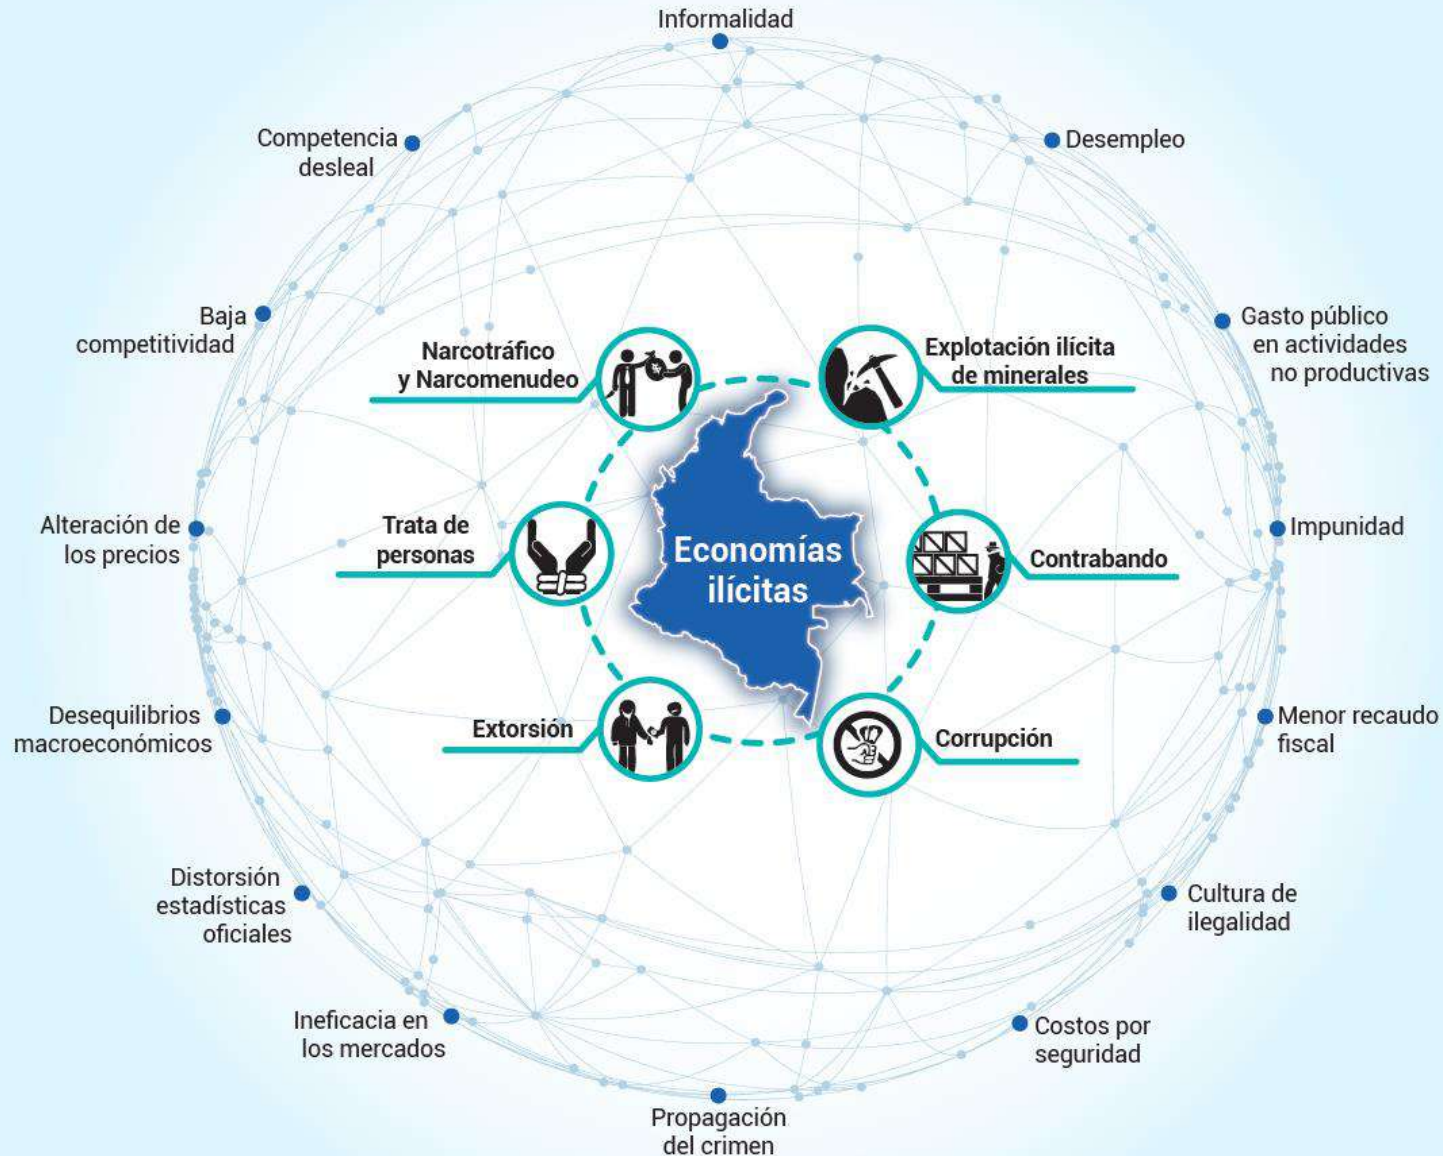 Informalidad
Competencia
desleal
Desempleo
Baja
competitividad
Gasto público
en actividades
no productivas
Narcotráfico
y Narcomenudeo
Explotación ilícita
de minerales
Alteración de
los precios
Trata de
personas
Economías
ilícitas
Contrabando
Impunidad
Desequilibrios
macroeconómicos
Extorsión
Corrupción
Menor recaudo
fiscal
Distorsión
estadísticas
oficiales
Cultura de
ilegalidad
Ineficacia en
los mercados
Costos por
seguridad
Propagación
del crimen